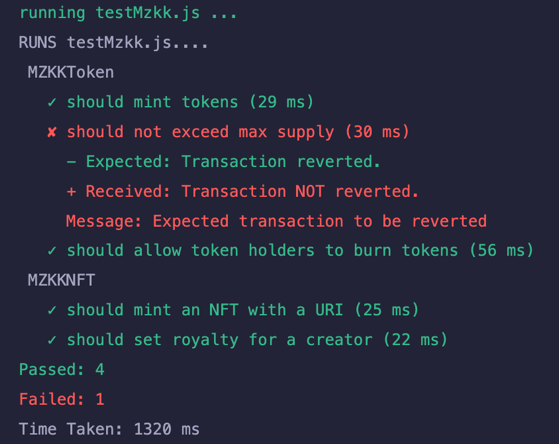 running testMzkk.js ...
RUNS testMzkk.js....
MZKKToken
✓ should mint tokens (29 ms)
✘ should not exceed max supply (30 ms)
– Expected: Transaction reverted.
+ Received: Transaction NOT reverted.
Message: Expected transaction to be reverted
✓ should allow token holders to burn tokens (56 ms)
MZKKNFT
✓ should mint an NFT with a URI (25 ms)
✓ should set royalty for a creator (22 ms)
Passed: 4
Failed: 1
Time Taken: 1320 ms